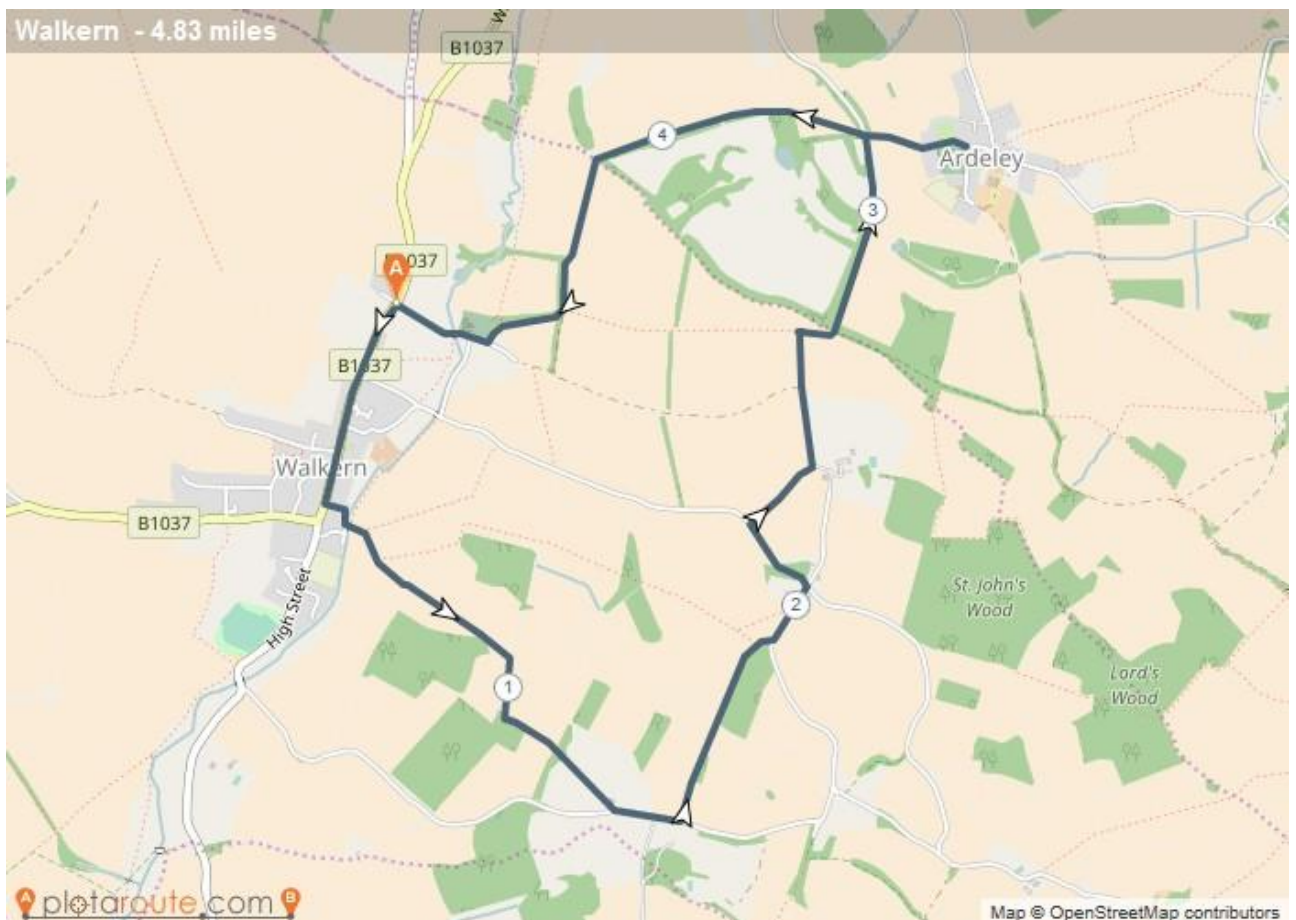 Walkern - 4.83 miles
B1037
W
4
Ardeley
3
1037
A
B1037
Walkern
B1037
St. John's
Wood
2
High Street
Lord's
Wood
1
A plotaroute.com B
Map © OpenStreetMap contributors